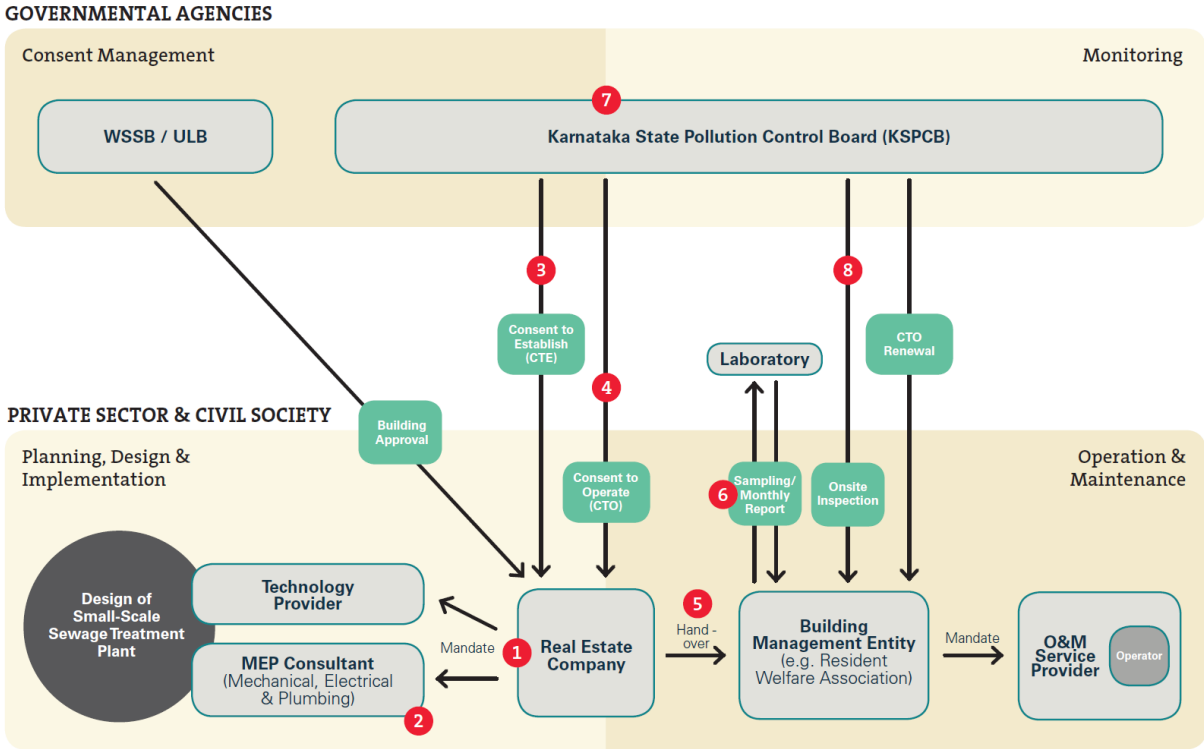 GOVERNMENTAL AGENCIES
Consent Management
Monitoring
WSSB / ULB
7
Karnataka State Pollution Control Board (KSPCB)
3
8
Consent to
Establish
(CTE)
CTO
Renewal
Laboratory
4
PRIVATE SECTOR & CIVIL SOCIETY
Building
Approval
Planning, Design &
Implementation
Operation &
Maintenance
Consent to
Operate
(CTO)
6
Sampling/
Monthly
Report
Onsite
Inspection
Design of
Small-Scale
Sewage Treatment
Plant
Technology
Provider
MEP Consultant
(Mechanical, Electrical
& Plumbing)
2
Mandate
1
Real Estate
Company
5
Hand -
over
Building
Management Entity
(e.g. Resident
Welfare Association)
Mandate
O&M
Service
Provider
Operator